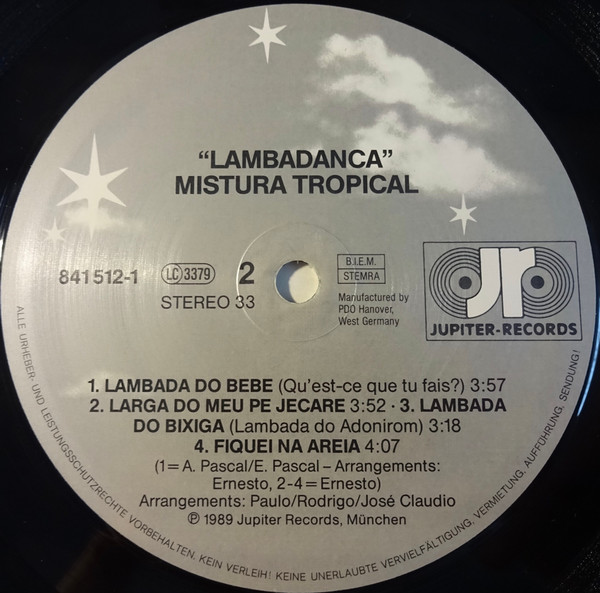 "LAMBADANCA"
MISTURA TROPICAL
841 512-1
LC 3379
2
STEREO 33
B.I.E.M.
STEMRA
Manufactured by
PDO Hanover,
West Germany
jr
JUPITER-RECORDS
1. LAMBADA DO BEBE (Qu'est-ce que tu fais?) 3:57
2. LARGA DO MEU PE JECARE 3:52 · 3. LAMBADA
DO BIXIGA (Lambada do Adonirom) 3:18
4. FIQUEI NA AREIA 4:07
(1 = A. Pascal/E. Pascal – Arrangements:
Ernesto, 2-4 = Ernesto)
Arrangements: Paulo/Rodrigo/José Claudio
℗ 1989 Jupiter Records, München
ALLE URHEBER- UND LEISTUNGSSCHUTZRECHTE VORBEHALTEN. KEIN VERLEIH! KEINE UNERLAUBTE VERVIELFÄLTIGUNG, VERMIETUNG, AUFFÜHRUNG, SENDUNG!